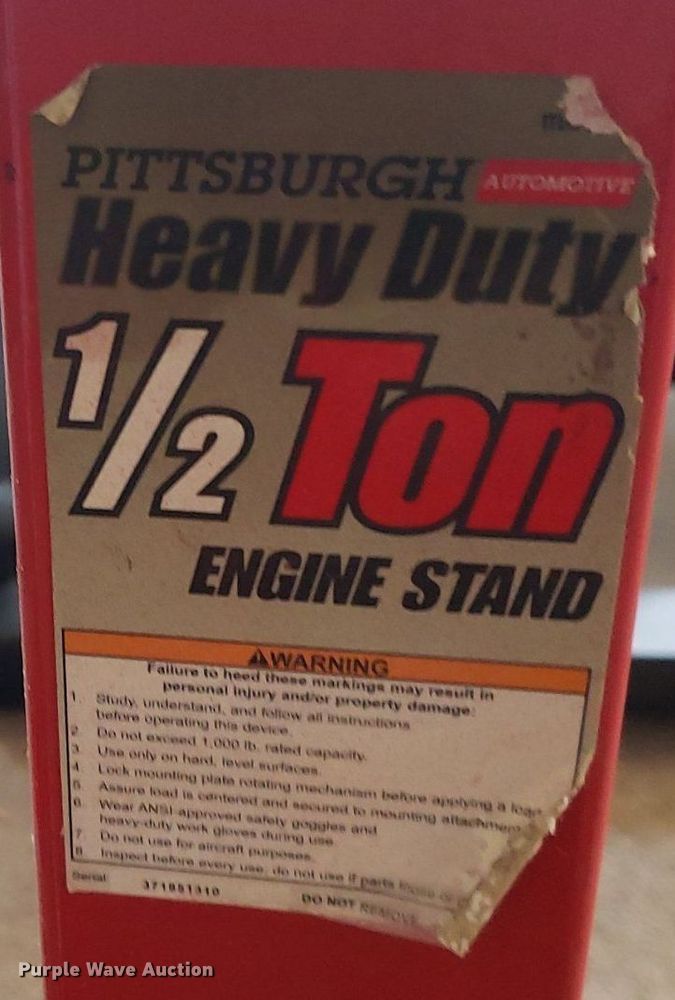 PITTSBURGH AUTOMOTIVE
Heavy Duty
1/2 Ton
ENGINE STAND
⚠WARNING
Failure to heed these markings may result in
personal injury and/or property damage:
1. Study, understand, and follow all instructions
before operating this device.
2. Do not exceed 1,000 lb. rated capacity.
3. Use only on hard, level surfaces.
4. Lock mounting plate rotating mechanism before applying a load
5. Assure load is centered and secured to mounting attachment
6. Wear ANSI-approved safety goggles and
heavy-duty work gloves during use.
7. Do not use for aircraft purposes.
8. Inspect before every use; do not use if parts loose or
Serial 371981310 DO NOT REMOVE
Purple Wave Auction